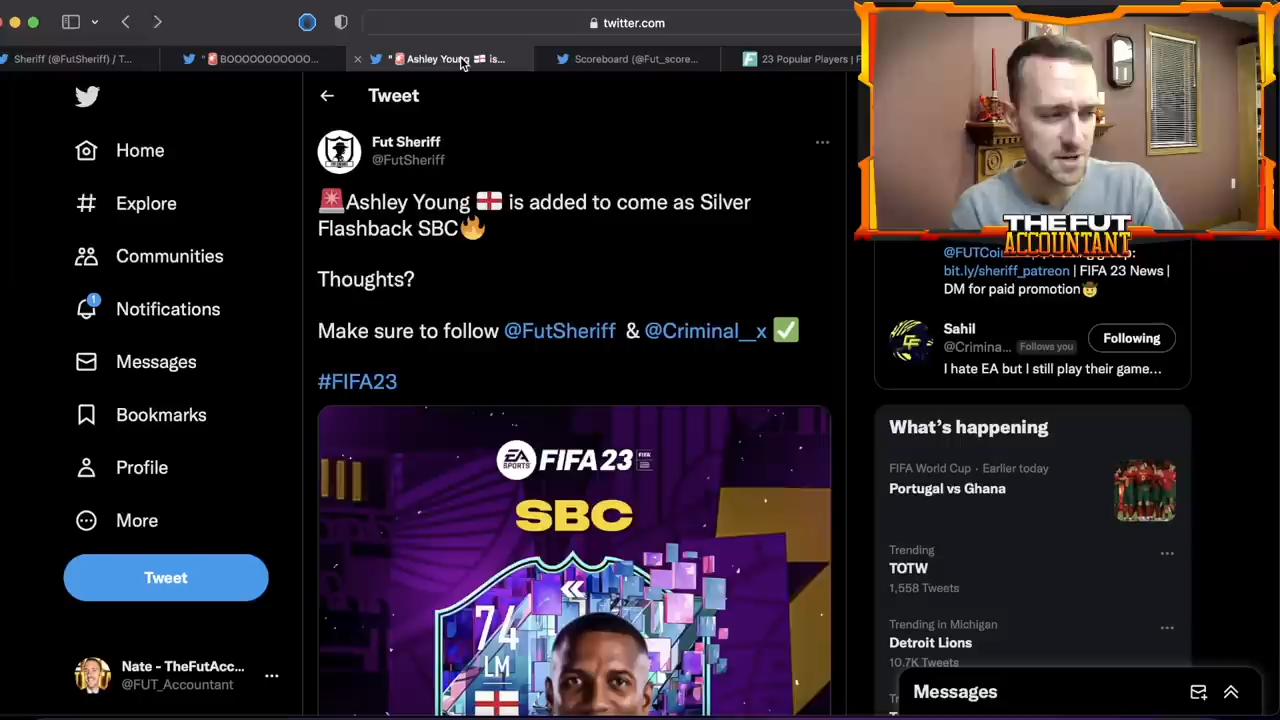 twitter.com
Sheriff (@FutSheriff) / T...
" 🚨 BOOOOOOOOOOO...
" 🚨Ashley Young 🏴󠁧󠁢󠁥󠁮󠁧󠁿 is...
Scoreboard (@Fut_score...
23 Popular Players | F
Tweet
Home
Explore
Communities
1
Notifications
Messages
Bookmarks
Profile
More
Tweet
Nate - TheFutAcc...
@FUT_Accountant
Fut Sheriff
@FutSheriff
🚨Ashley Young 🏴󠁧󠁢󠁥󠁮󠁧󠁿 is added to come as Silver
Flashback SBC🔥
Thoughts?
Make sure to follow @FutSheriff & @Criminal__x ✅
#FIFA23
EA SPORTS FIFA 23
SBC
74
LM
THE FUT
ACCOUNTANT
bit.ly/sheriff_patreon | FIFA 23 News |
DM for paid promotion🤠
Sahil
@Crimina... Follows you
Following
I hate EA but I still play their game...
What's happening
FIFA World Cup · Earlier today
Portugal vs Ghana
Trending
TOTW
1,558 Tweets
Trending in Michigan
Detroit Lions
10.7K Tweets
Messages